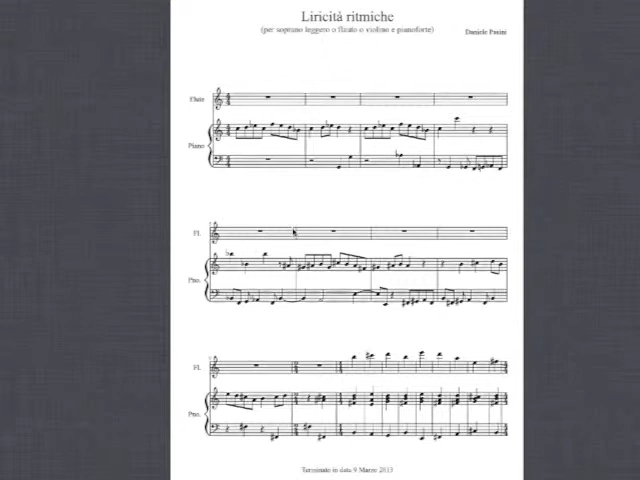 Liricità ritmiche
(per soprano leggero o flauto o violino e pianoforte)
Daniele Pasini
Flute
Piano
Fl.
Pno.
Fl.
Pno.
Terminato in data 9 Marzo 2013